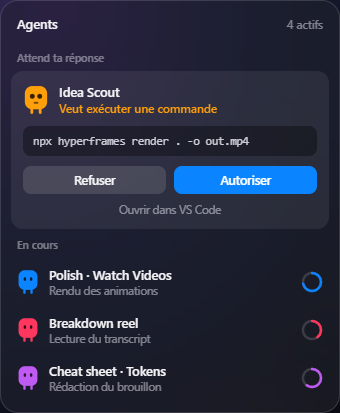 Agents
4 actifs
Attend ta réponse
Idea Scout
Veut exécuter une commande
npx hyperframes render . -o out.mp4
Refuser
Autoriser
Ouvrir dans VS Code
En cours
Polish · Watch Videos
Rendu des animations
Breakdown reel
Lecture du transcript
Cheat sheet · Tokens
Rédaction du brouillon